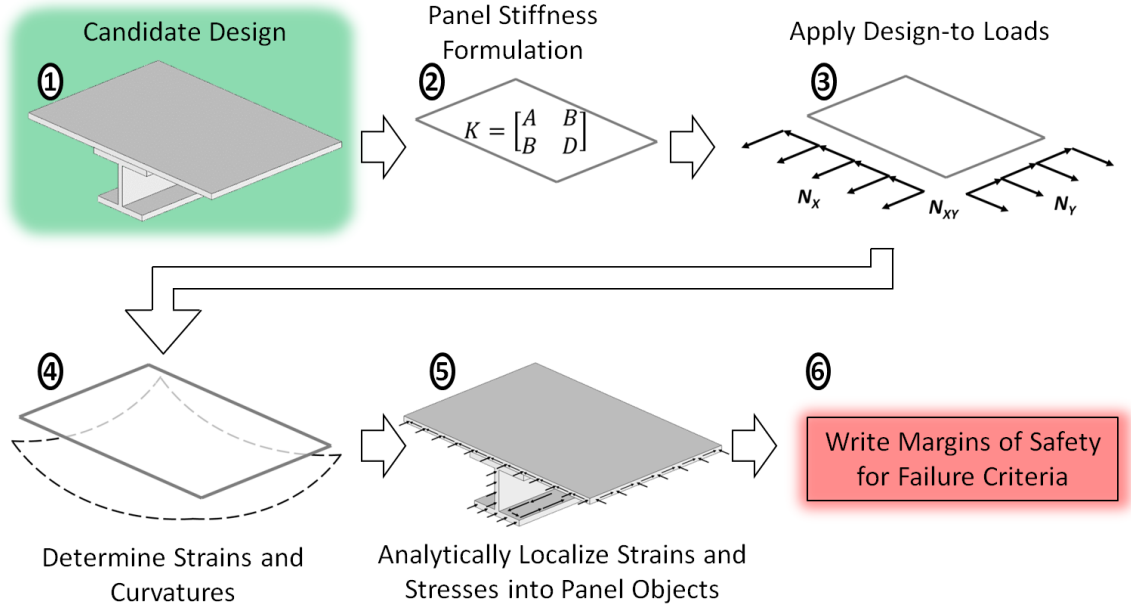 Candidate Design
1
Panel Stiffness
Formulation
2
K = [A B
B D]
Apply Design-to Loads
3
N_X
N_XY
N_Y
4
Determine Strains and
Curvatures
5
Analytically Localize Strains and
Stresses into Panel Objects
6
Write Margins of Safety
for Failure Criteria